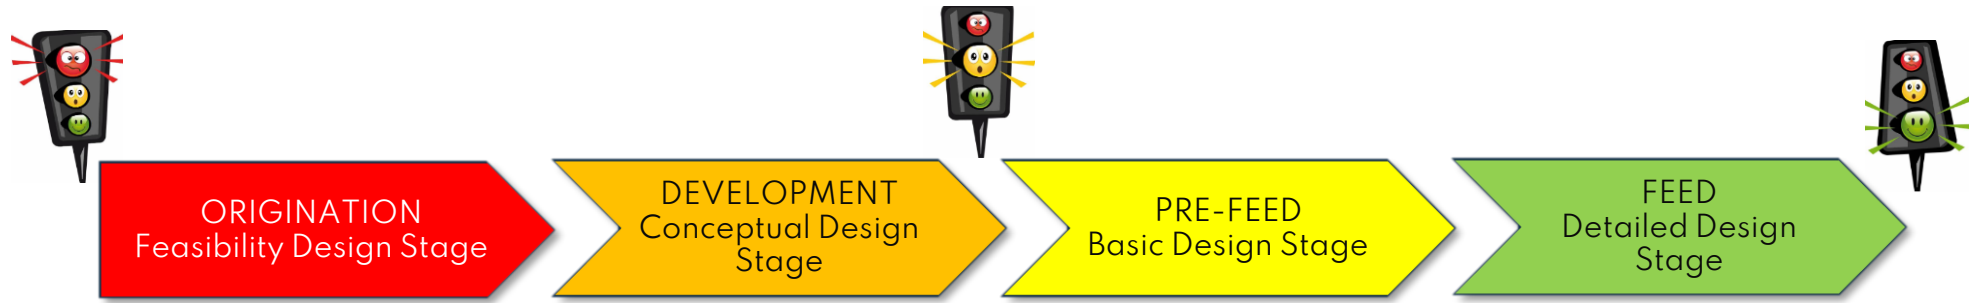 ORIGINATION
Feasibility Design Stage
DEVELOPMENT
Conceptual Design
Stage
PRE-FEED
Basic Design Stage
FEED
Detailed Design
Stage